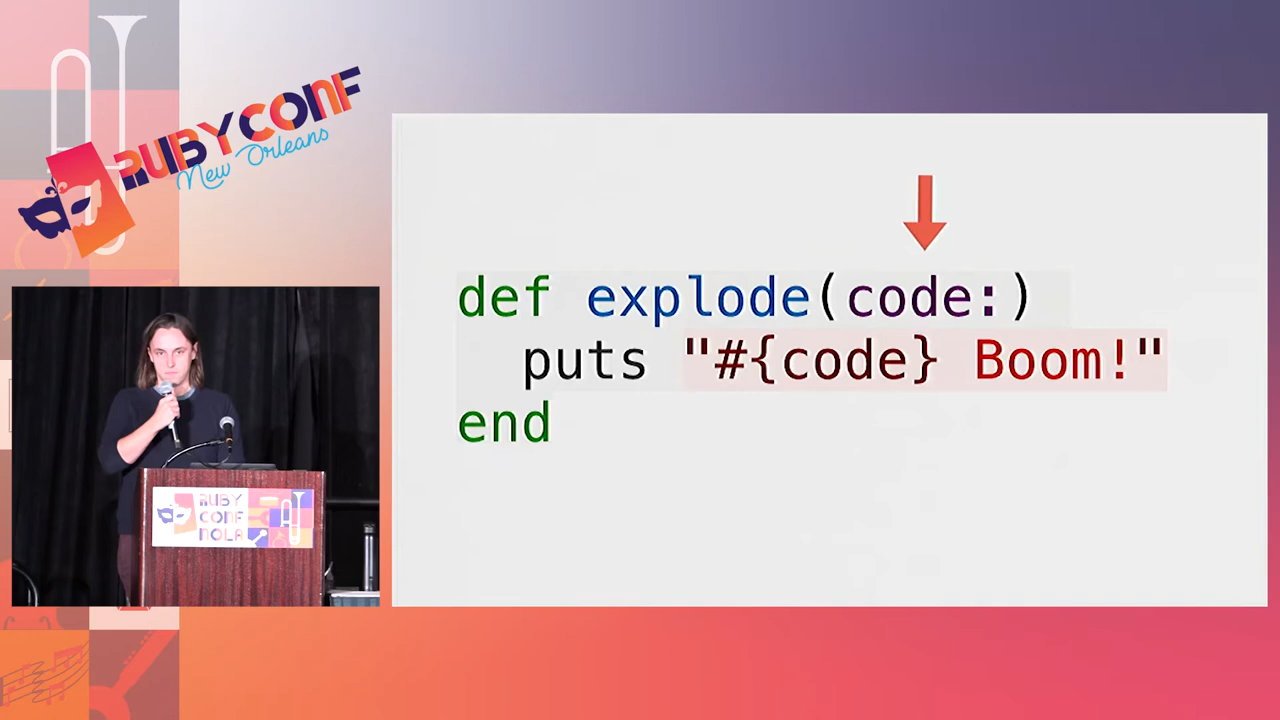 RUBYCONF
New Orleans
def explode(code:)
  puts "#{code} Boom!"
end
RUBY
CONF
NOLA